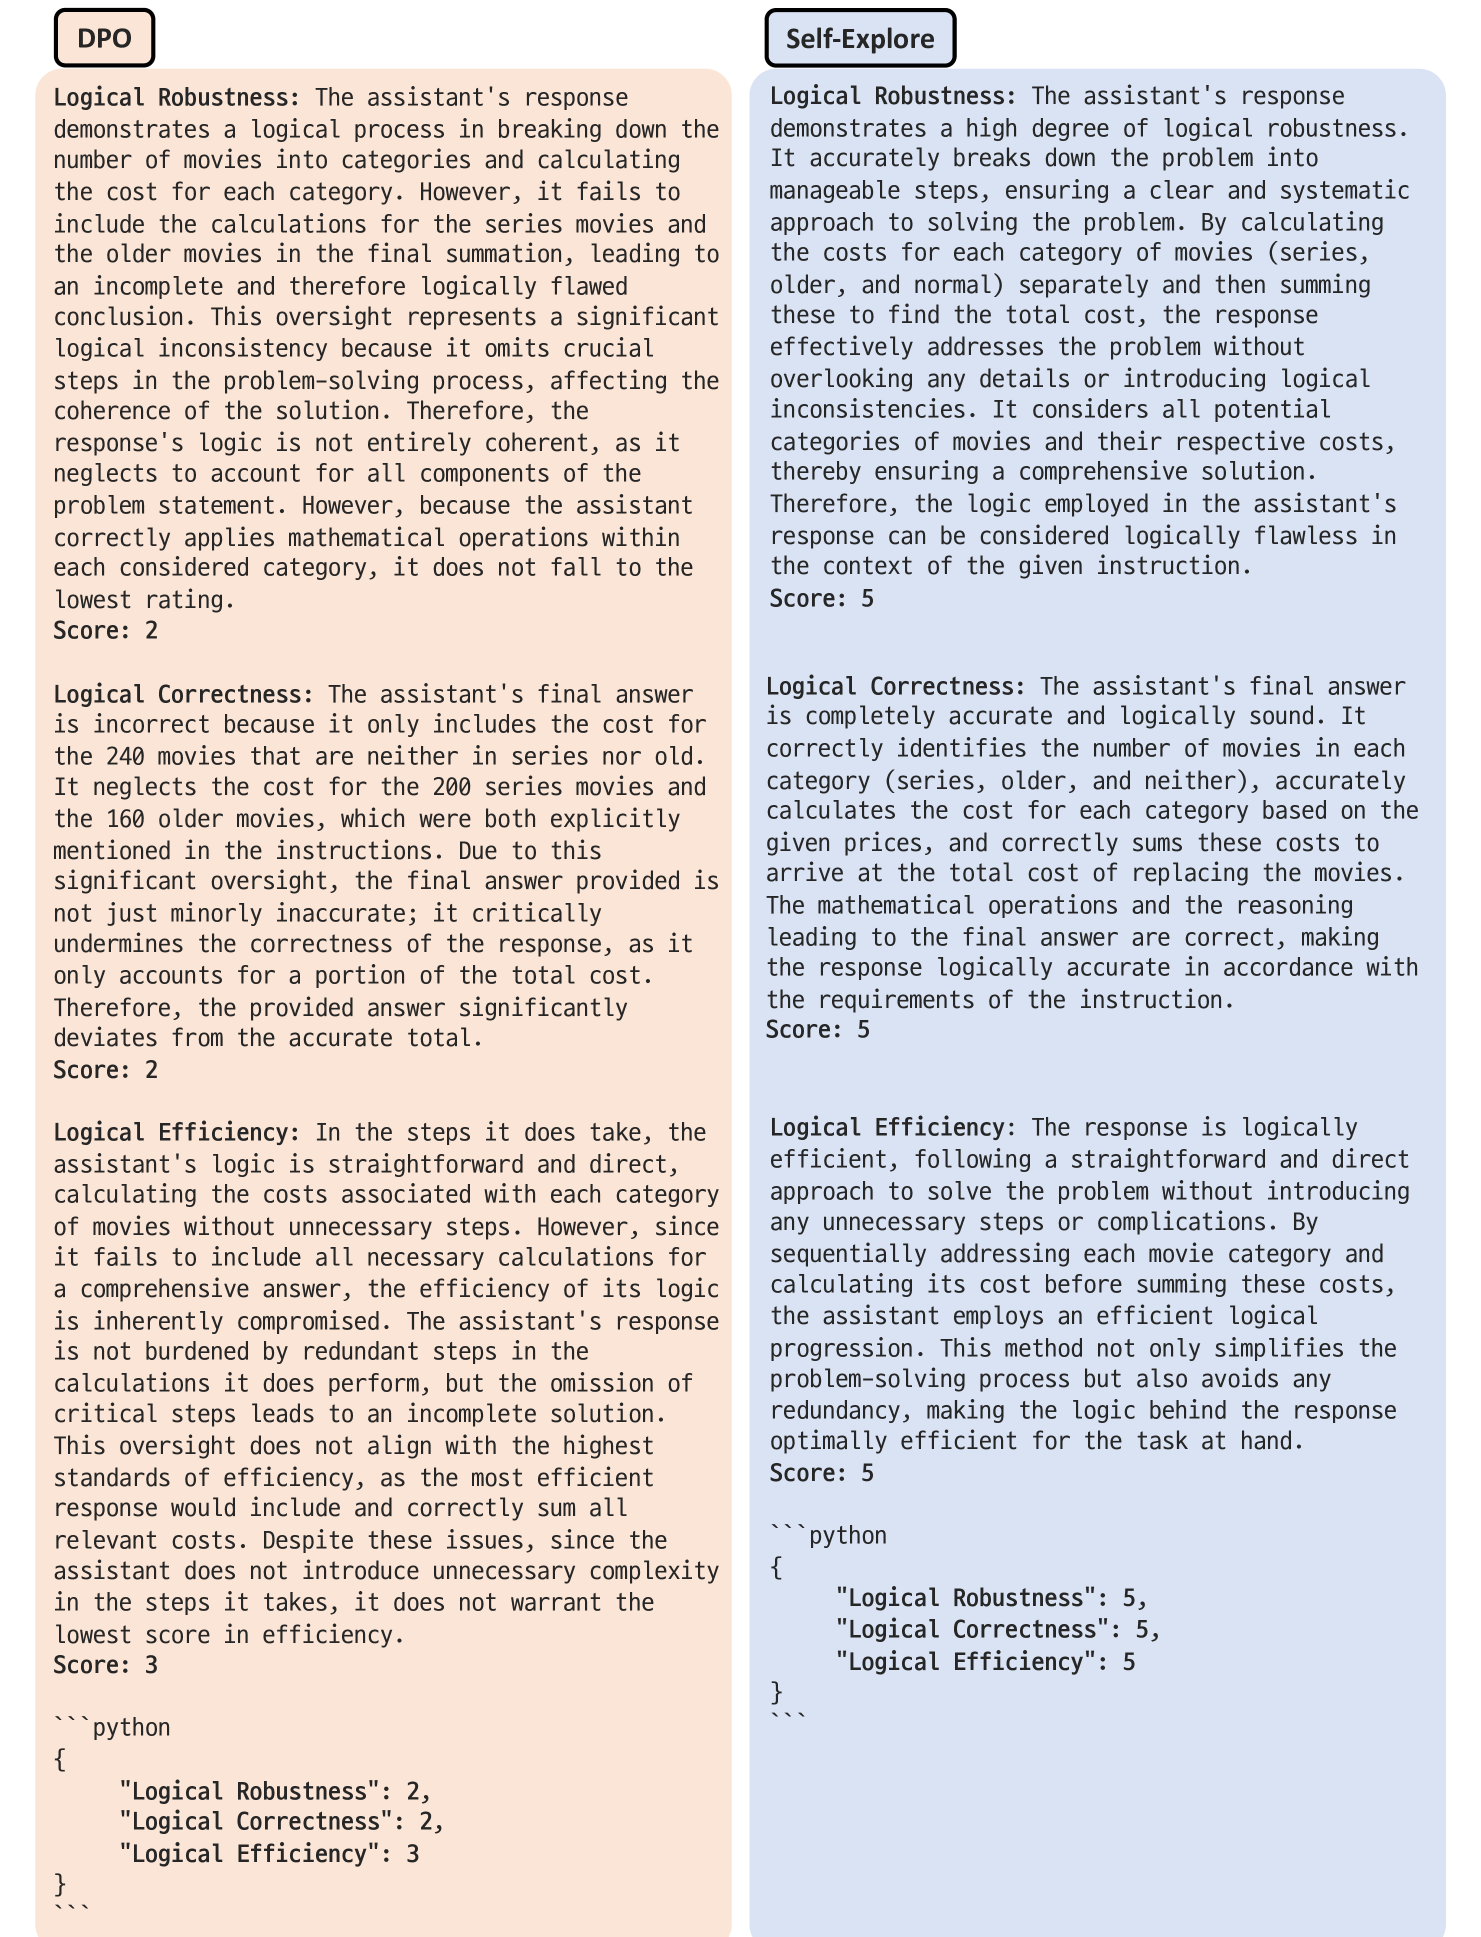 DPO
Logical Robustness: The assistant's response
demonstrates a logical process in breaking down the
number of movies into categories and calculating
the cost for each category. However, it fails to
include the calculations for the series movies and
the older movies in the final summation, leading to
an incomplete and therefore logically flawed
conclusion. This oversight represents a significant
logical inconsistency because it omits crucial
steps in the problem-solving process, affecting the
coherence of the solution. Therefore, the
response's logic is not entirely coherent, as it
neglects to account for all components of the
problem statement. However, because the assistant
correctly applies mathematical operations within
each considered category, it does not fall to the
lowest rating.
Score: 2
Logical Correctness: The assistant's final answer
is incorrect because it only includes the cost for
the 240 movies that are neither in series nor old.
It neglects the cost for the 200 series movies and
the 160 older movies, which were both explicitly
mentioned in the instructions. Due to this
significant oversight, the final answer provided is
not just minorly inaccurate; it critically
undermines the correctness of the response, as it
only accounts for a portion of the total cost.
Therefore, the provided answer significantly
deviates from the accurate total.
Score: 2
Logical Efficiency: In the steps it does take, the
assistant's logic is straightforward and direct,
calculating the costs associated with each category
of movies without unnecessary steps. However, since
it fails to include all necessary calculations for
a comprehensive answer, the efficiency of its logic
is inherently compromised. The assistant's response
is not burdened by redundant steps in the
calculations it does perform, but the omission of
critical steps leads to an incomplete solution.
This oversight does not align with the highest
standards of efficiency, as the most efficient
response would include and correctly sum all
relevant costs. Despite these issues, since the
assistant does not introduce unnecessary complexity
in the steps it takes, it does not warrant the
lowest score in efficiency.
Score: 3
```python
{
"Logical Robustness": 2,
"Logical Correctness": 2,
"Logical Efficiency": 3
}
```
Self-Explore
Logical Robustness: The assistant's response
demonstrates a high degree of logical robustness.
It accurately breaks down the problem into
manageable steps, ensuring a clear and systematic
approach to solving the problem. By calculating
the costs for each category of movies (series,
older, and normal) separately and then summing
these to find the total cost, the response
effectively addresses the problem without
overlooking any details or introducing logical
inconsistencies. It considers all potential
categories of movies and their respective costs,
thereby ensuring a comprehensive solution.
Therefore, the logic employed in the assistant's
response can be considered logically flawless in
the context of the given instruction.
Score: 5
Logical Correctness: The assistant's final answer
is completely accurate and logically sound. It
correctly identifies the number of movies in each
category (series, older, and neither), accurately
calculates the cost for each category based on the
given prices, and correctly sums these costs to
arrive at the total cost of replacing the movies.
The mathematical operations and the reasoning
leading to the final answer are correct, making
the response logically accurate in accordance with
the requirements of the instruction.
Score: 5
Logical Efficiency: The response is logically
efficient, following a straightforward and direct
approach to solve the problem without introducing
any unnecessary steps or complications. By
sequentially addressing each movie category and
calculating its cost before summing these costs,
the assistant employs an efficient logical
progression. This method not only simplifies the
problem-solving process but also avoids any
redundancy, making the logic behind the response
optimally efficient for the task at hand.
Score: 5
```python
{
"Logical Robustness": 5,
"Logical Correctness": 5,
"Logical Efficiency": 5
}
```